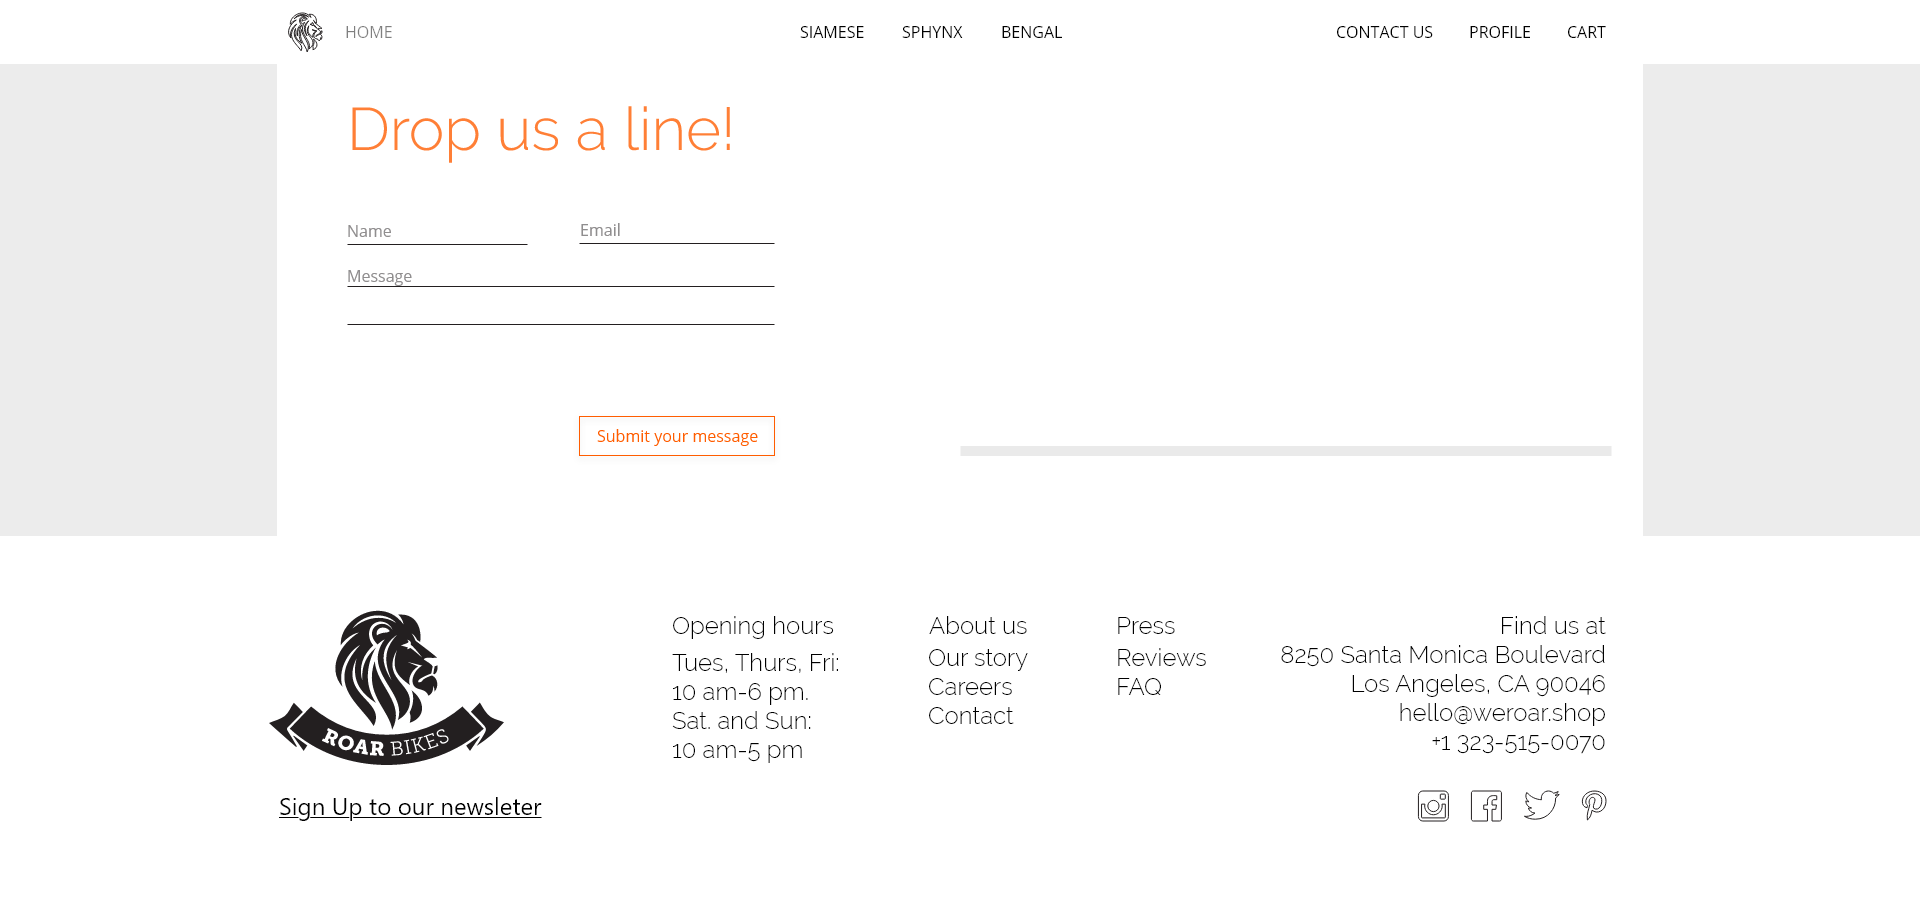 HOME
SIAMESE
SPHYNX
BENGAL
CONTACT US
PROFILE
CART
Drop us a line!
Name
Email
Message
Submit your message
ROAR BIKES
Sign Up to our newsleter
Opening hours
Tues, Thurs, Fri:
10 am-6 pm.
Sat. and Sun:
10 am-5 pm
About us
Our story
Careers
Contact
Press
Reviews
FAQ
Find us at
8250 Santa Monica Boulevard
Los Angeles, CA 90046
hello@weroar.shop
+1 323-515-0070